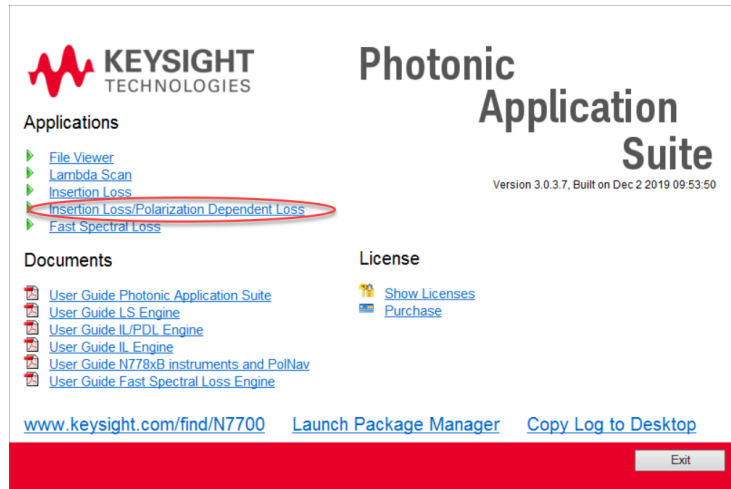 KEYSIGHT
TECHNOLOGIES
Photonic
Application
Suite
Version 3.0.3.7, Built on Dec 2 2019 09:53:50
Applications
File Viewer
Lambda Scan
Insertion Loss
Insertion Loss/Polarization Dependent Loss
Fast Spectral Loss
Documents
User Guide Photonic Application Suite
User Guide LS Engine
User Guide IL/PDL Engine
User Guide IL Engine
User Guide N778xB instruments and PolNav
User Guide Fast Spectral Loss Engine
License
Show Licenses
Purchase
www.keysight.com/find/N7700
Launch Package Manager
Copy Log to Desktop
Exit